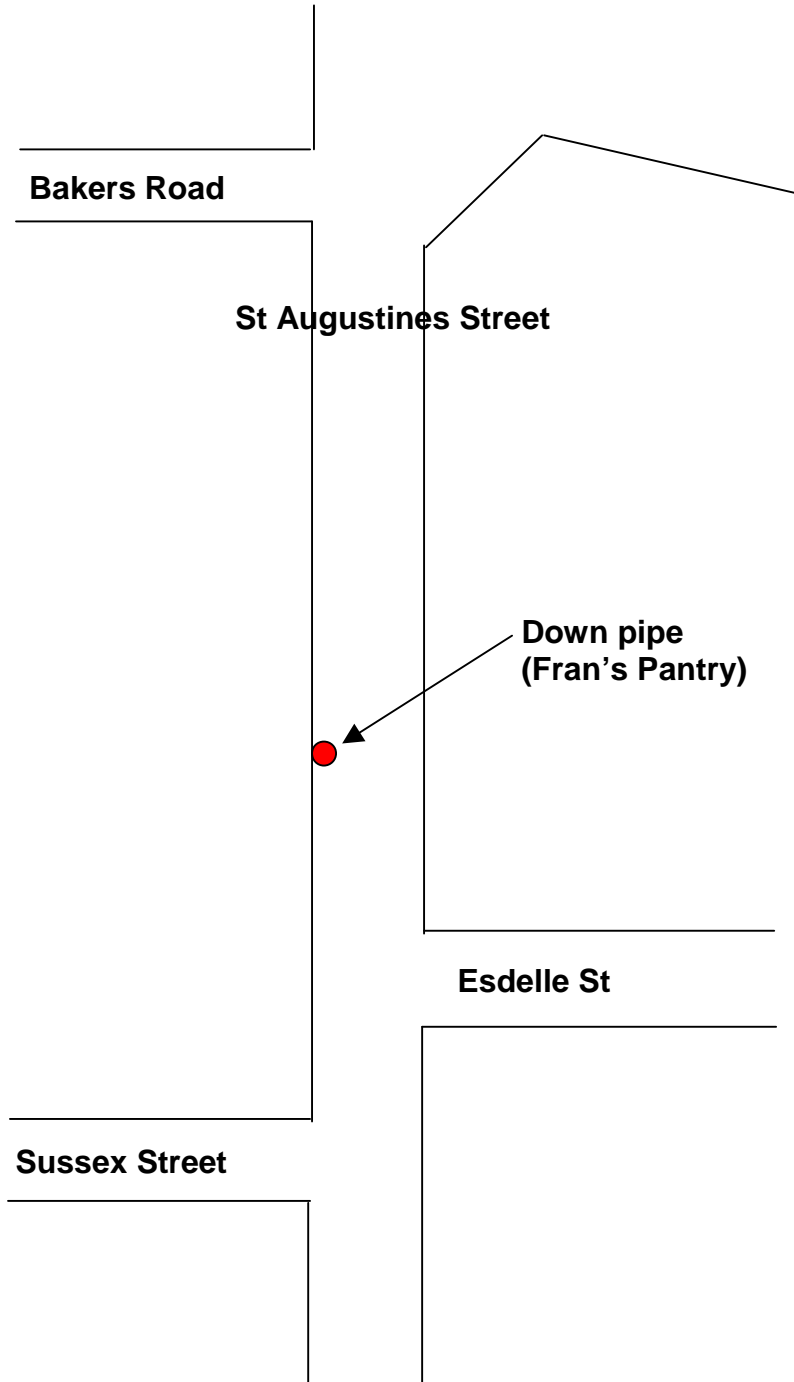 Bakers Road
St Augustines Street
Down pipe
(Fran’s Pantry)
Esdelle St
Sussex Street